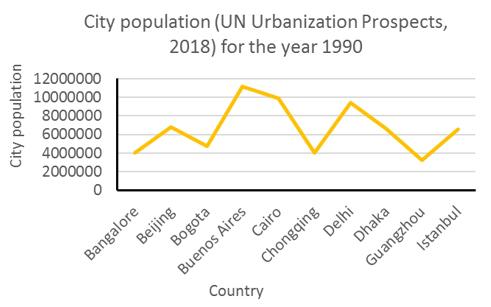 City population (UN Urbanization Prospects,
2018) for the year 1990
City population
12000000
10000000
8000000
6000000
4000000
2000000
0
Bangalore
Beijing
Bogota
Buenos Aires
Cairo
Chongqing
Delhi
Dhaka
Guangzhou
Istanbul
Country